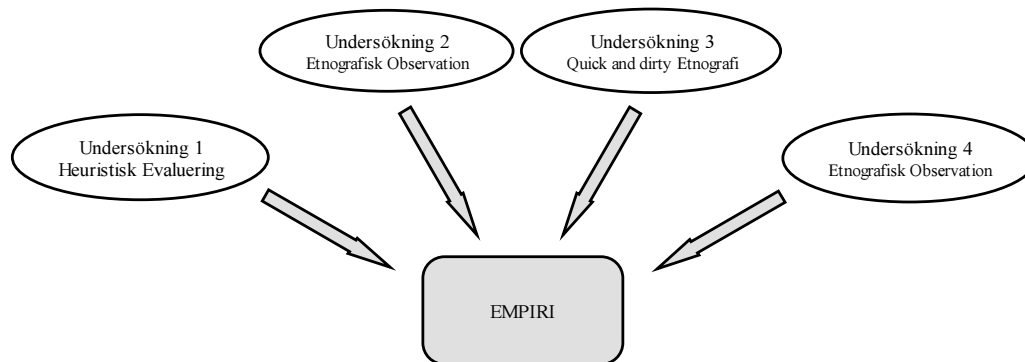 Undersökning 1
Heuristisk Evaluering
Undersökning 2
Etnografisk Observation
Undersökning 3
Quick and dirty Etnografi
Undersökning 4
Etnografisk Observation
EMPIRI